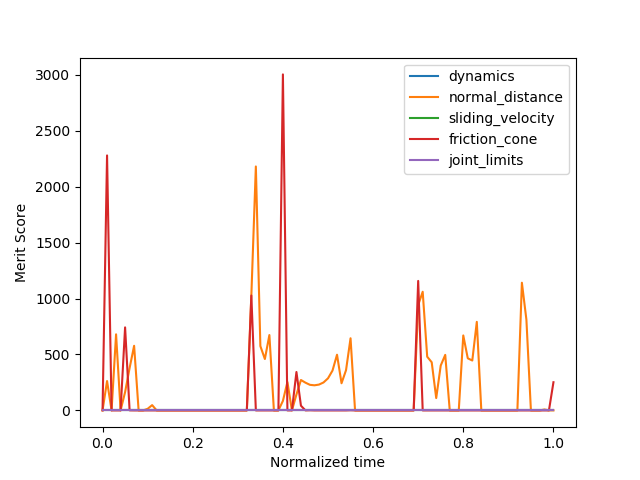 3000
2500
2000
1500
1000
500
0
Merit Score
0.0 0.2 0.4 0.6 0.8 1.0
Normalized time
dynamics
normal_distance
sliding_velocity
friction_cone
joint_limits